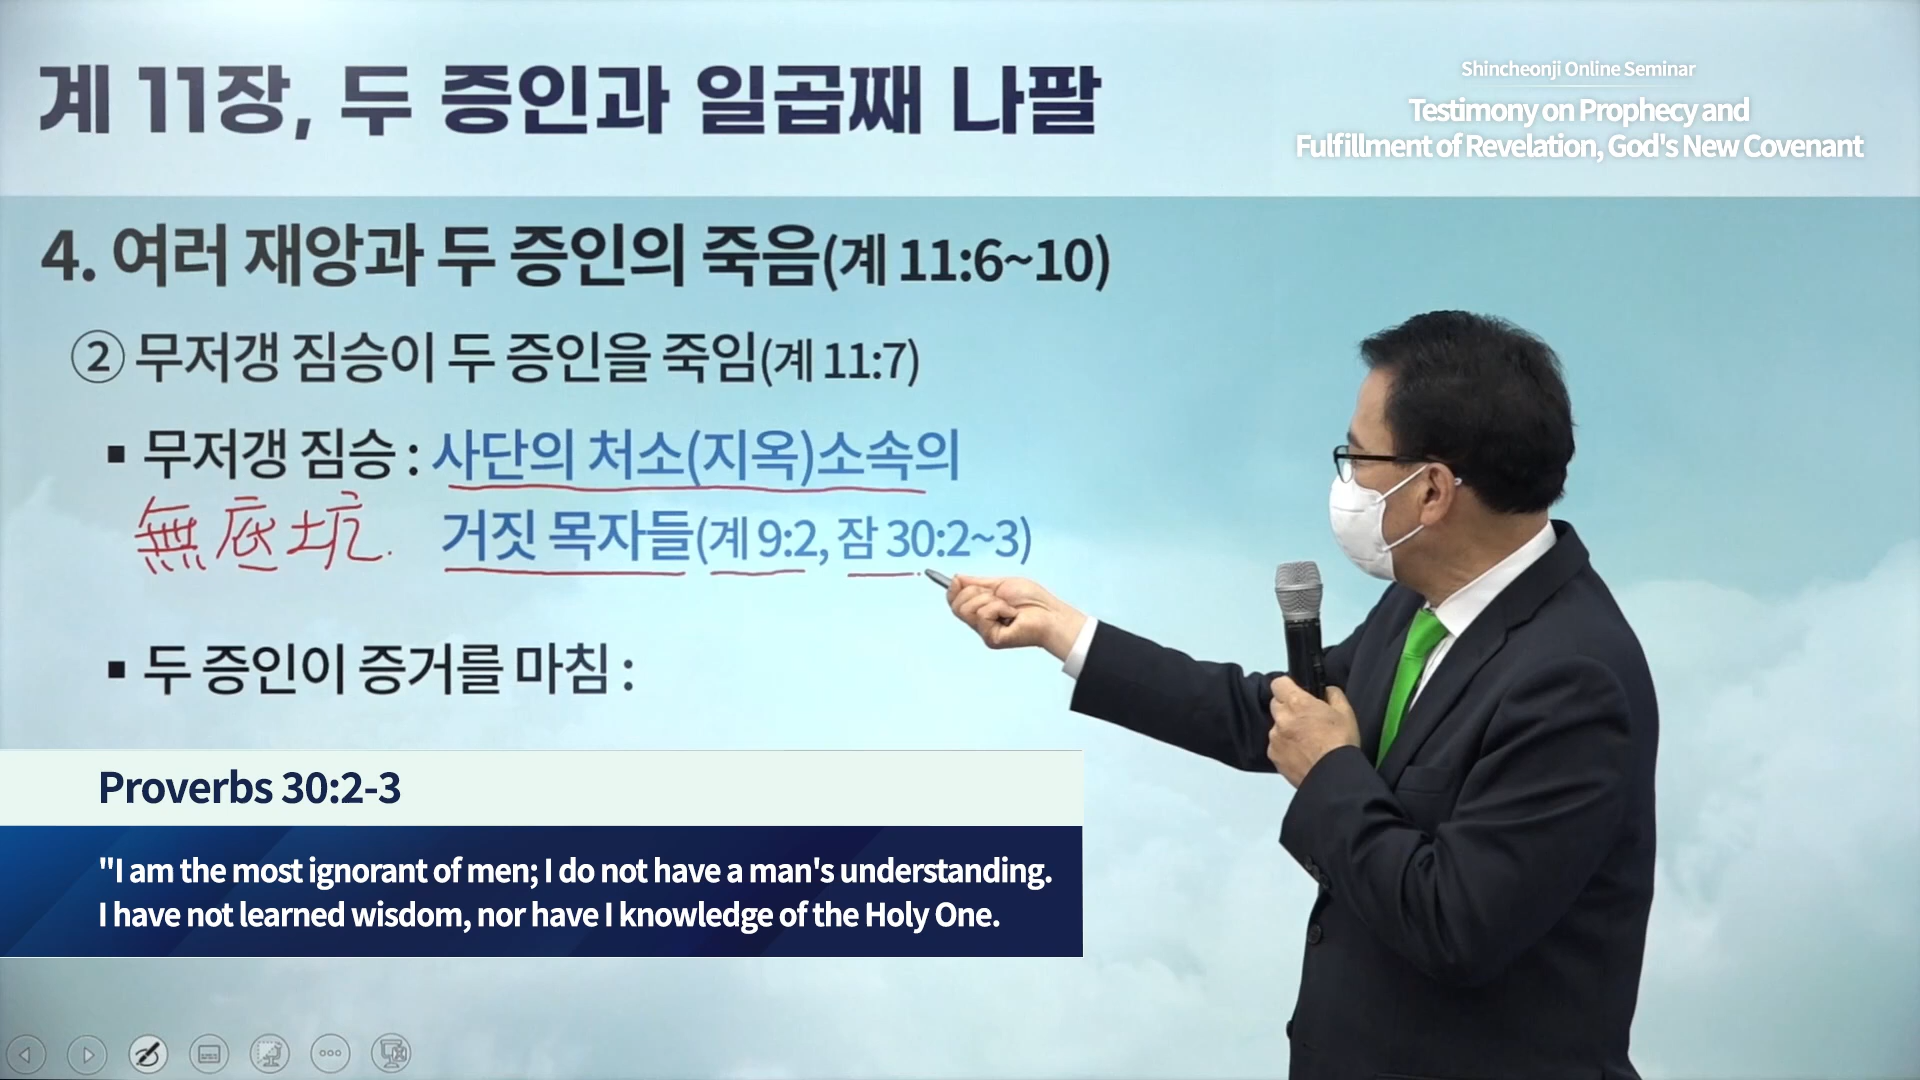 계 11장, 두 증인과 일곱째 나팔
Shincheonji Online Seminar
Testimony on Prophecy and
Fulfillment of Revelation, God's New Covenant
4. 여러 재앙과 두 증인의 죽음(계 11:6~10)
② 무저갱 짐승이 두 증인을 죽임(계 11:7)
▪ 무저갱 짐승 : 사단의 처소(지옥)소속의
無底坑.
거짓 목자들(계 9:2, 잠 30:2~3)
▪ 두 증인이 증거를 마침 :
Proverbs 30:2-3
"I am the most ignorant of men; I do not have a man's understanding.
I have not learned wisdom, nor have I knowledge of the Holy One.